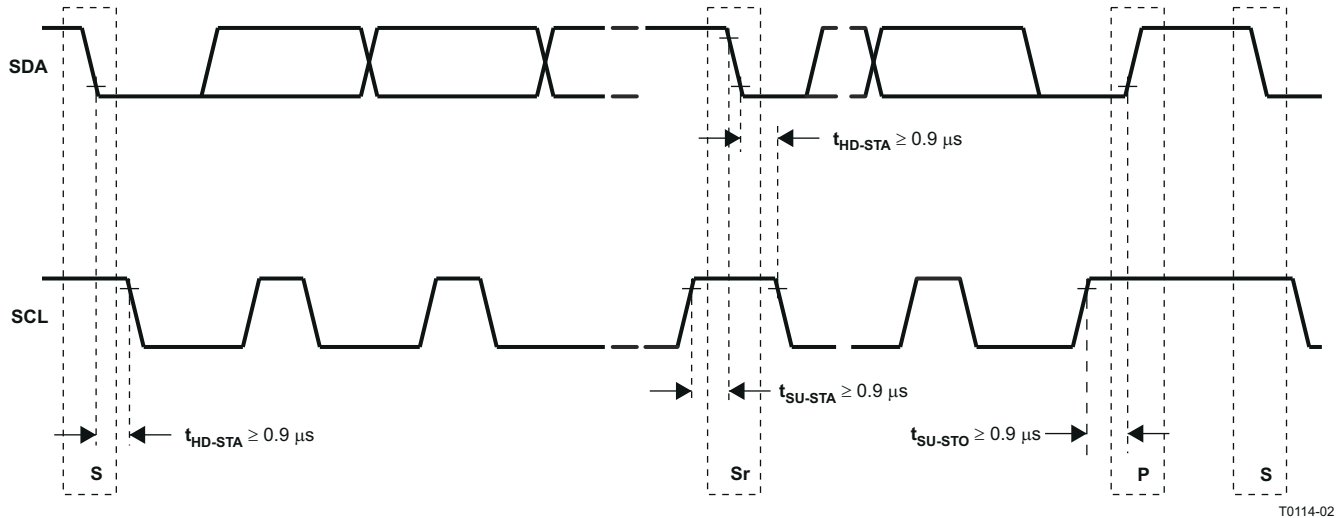 SDA
t_HD-STA ≥ 0.9 μs
SCL
t_SU-STA ≥ 0.9 μs
t_HD-STA ≥ 0.9 μs
t_SU-STO ≥ 0.9 μs
S
Sr
P
S
T0114-02